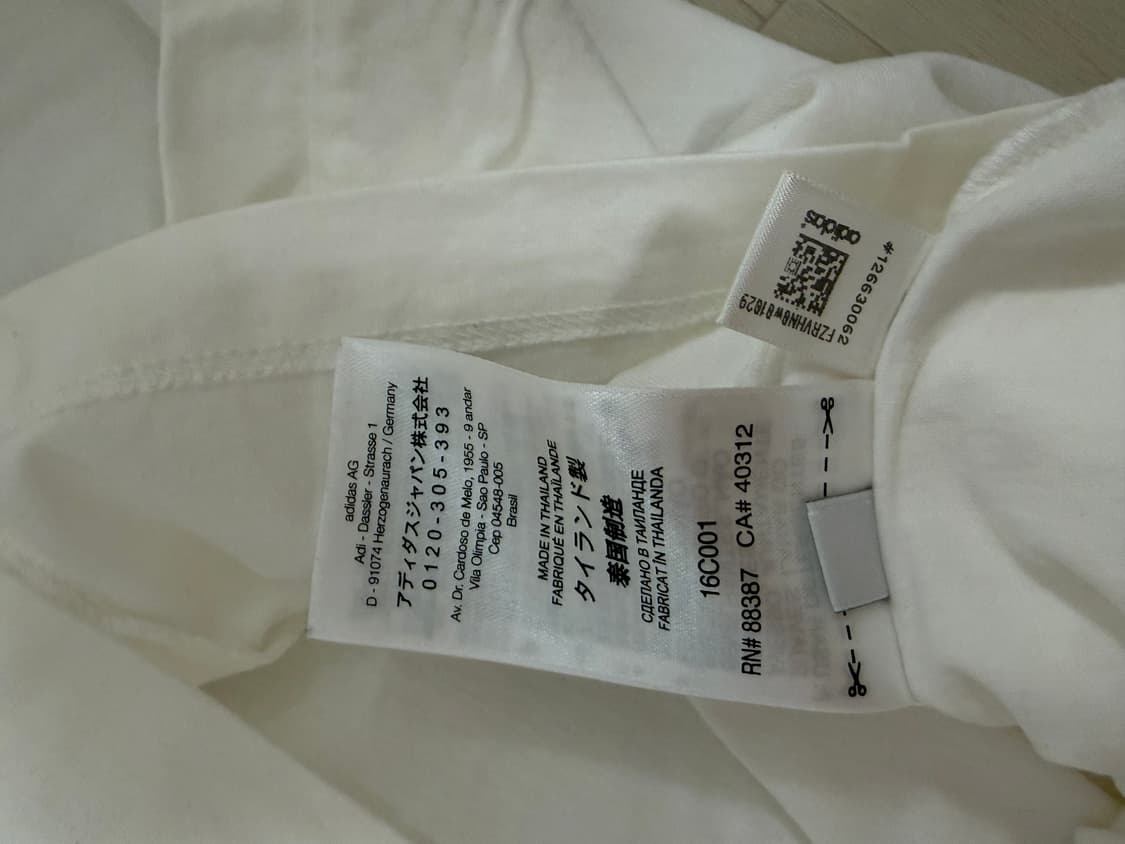 adidas AG
Adi - Dassler - Strasse 1
D - 91074 Herzogenaurach / Germany
アディダスジャパン株式会社
0120-305-393
Av. Dr. Cardoso de Melo, 1955 - 9 andar
Vila Olimpia - Sao Paulo - SP
Cep 04548-005
Brasil
MADE IN THAILAND
FABRIQUÉ EN THAÏLANDE
タイランド製
泰国制造
СДЕЛАНО В ТАИЛАНДЕ
FABRICAT ÎN THAILANDA
16C001
RN# 88387 CA# 40312
adidas
#126630062